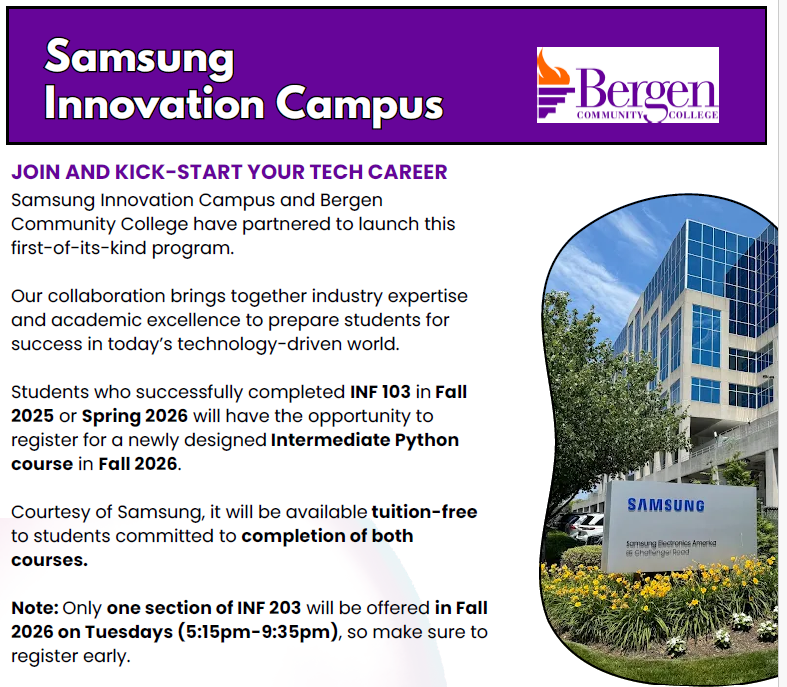 Samsung
Innovation Campus
Bergen
COMMUNITY COLLEGE
JOIN AND KICK-START YOUR TECH CAREER
Samsung Innovation Campus and Bergen
Community College have partnered to launch this
first-of-its-kind program.
Our collaboration brings together industry expertise
and academic excellence to prepare students for
success in today's technology-driven world.
Students who successfully completed INF 103 in Fall
2025 or Spring 2026 will have the opportunity to
register for a newly designed Intermediate Python
course in Fall 2026.
Courtesy of Samsung, it will be available tuition-free
to students committed to completion of both
courses.
Note: Only one section of INF 203 will be offered in Fall
2026 on Tuesdays (5:15pm-9:35pm), so make sure to
register early.
SAMSUNG
Samsung Electronics America
Challenger Road